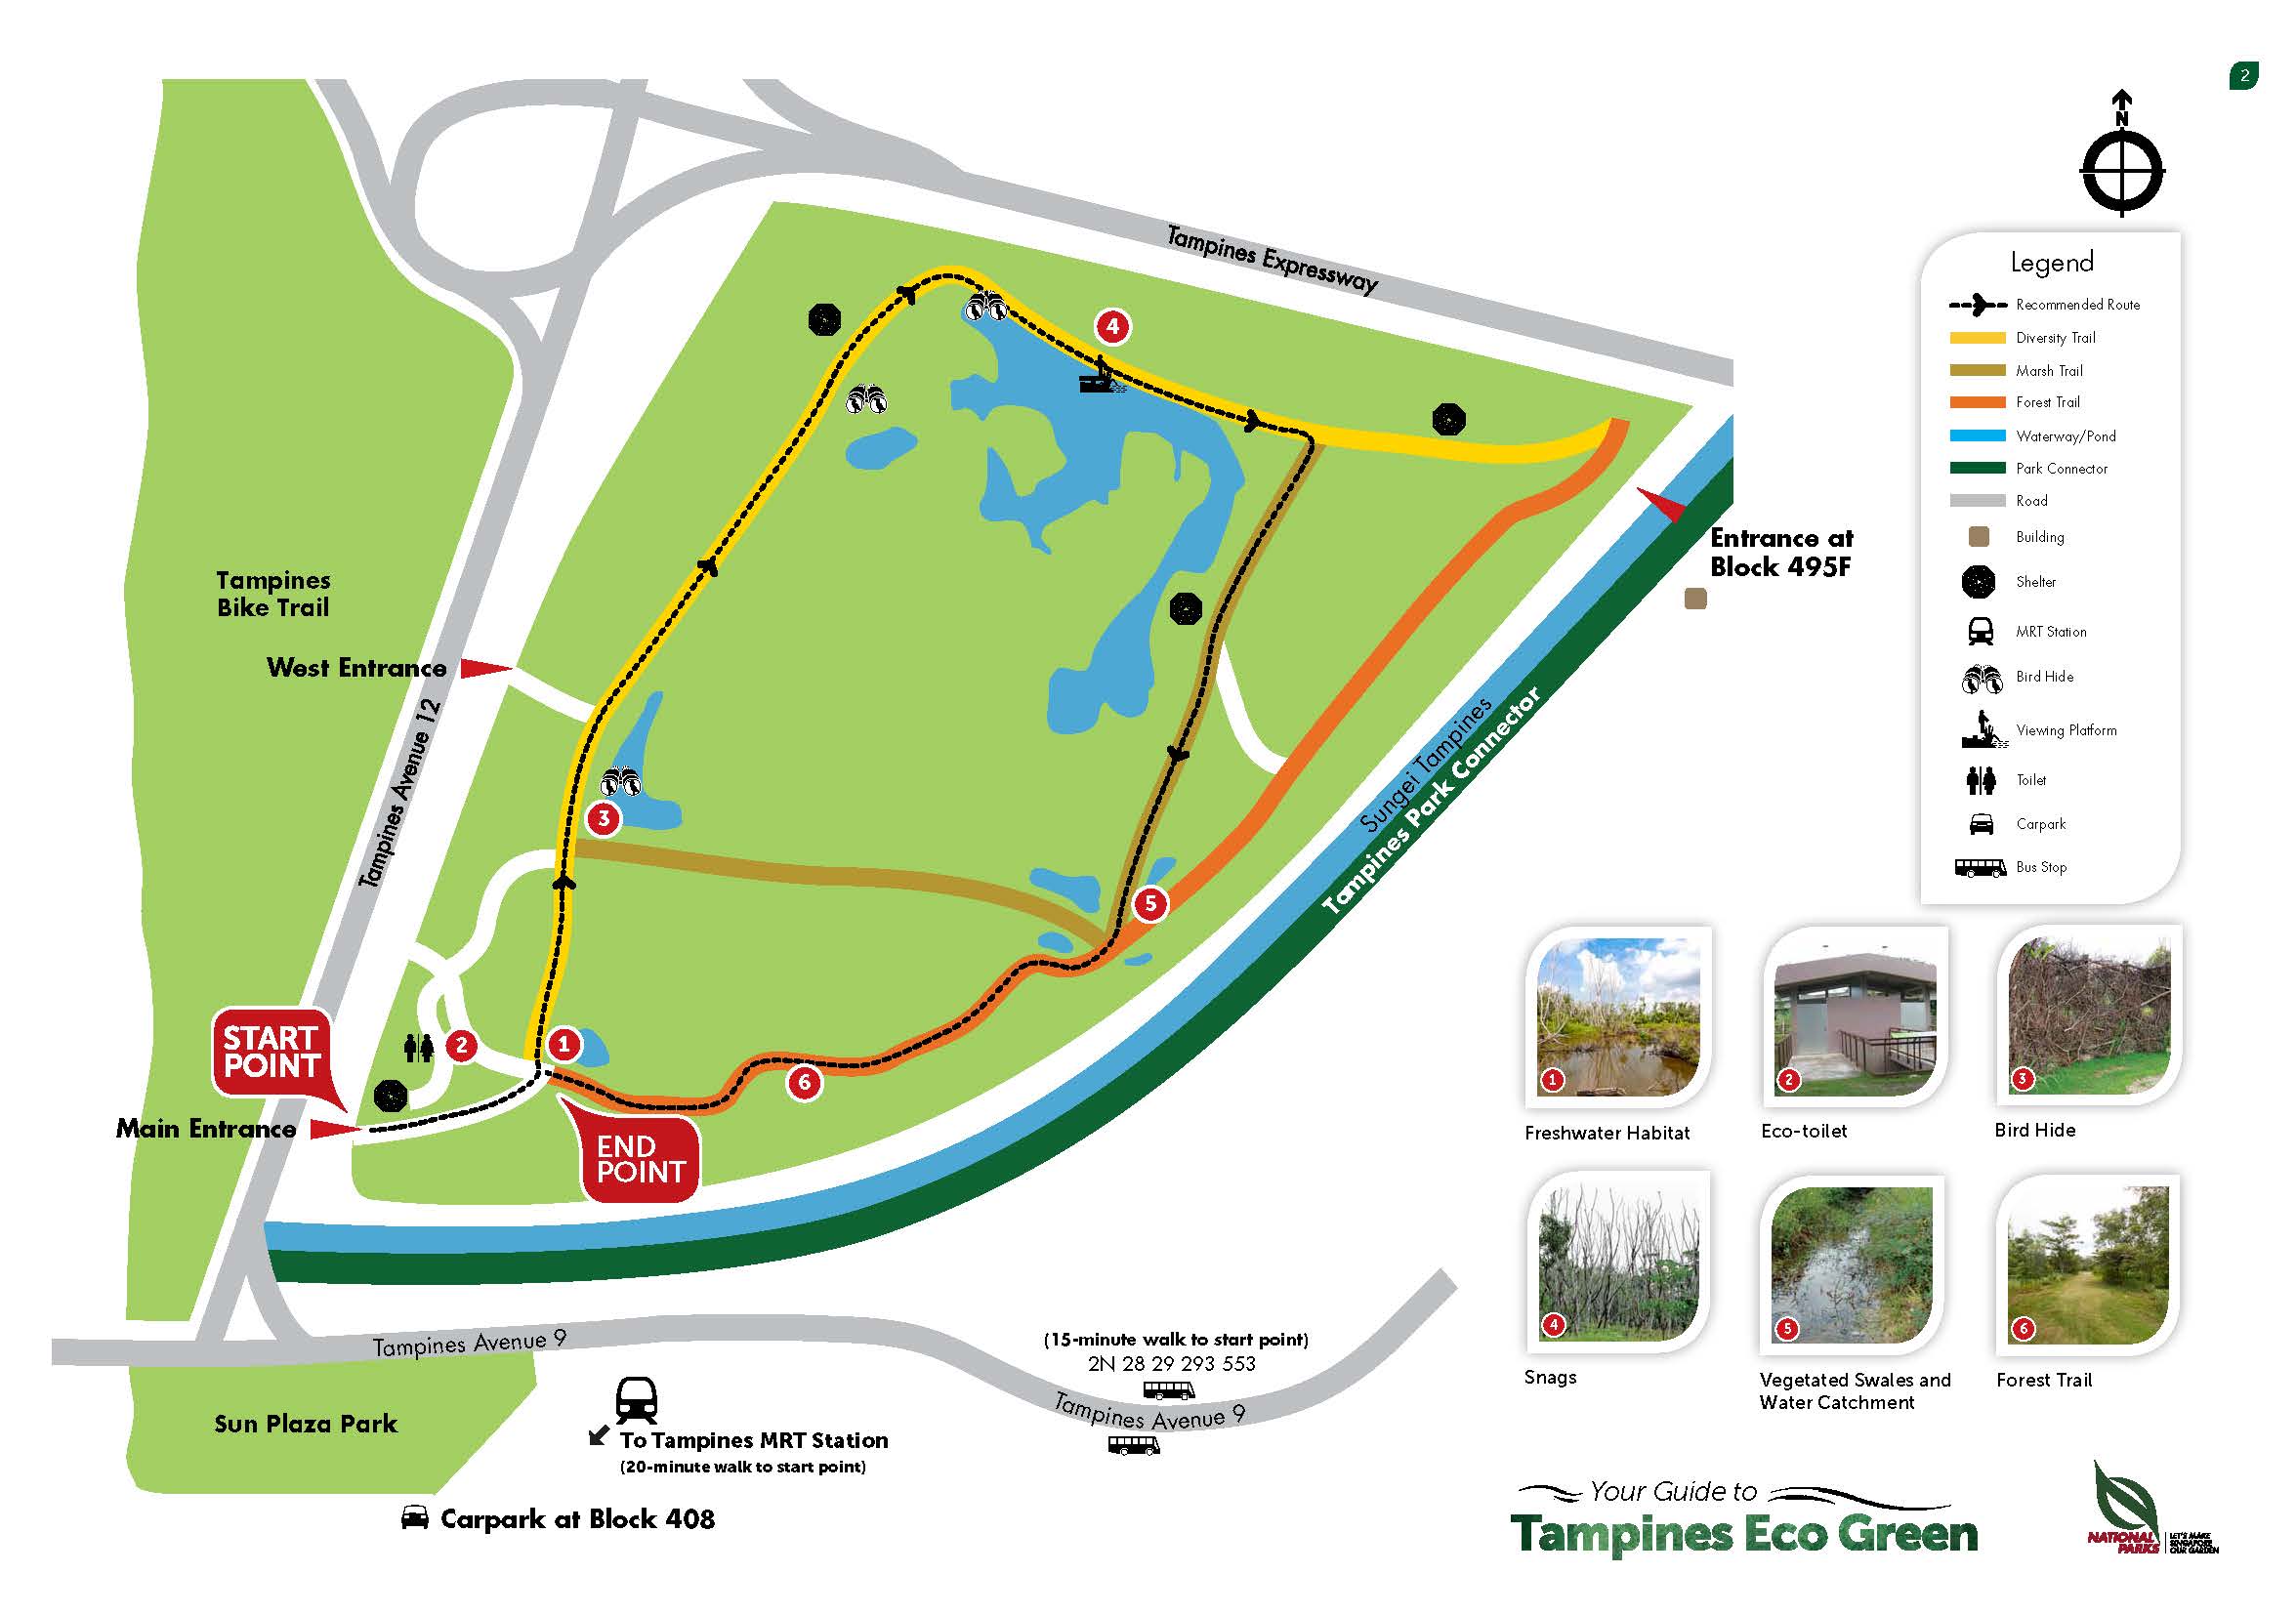 2
N
Tampines Expressway
Legend
Recommended Route
Diversity Trail
Marsh Trail
Forest Trail
Waterway/Pond
Park Connector
Road
Building
Shelter
MRT Station
Bird Hide
Viewing Platform
Toilet
Carpark
Bus Stop
4
Entrance at
Block 495F
Tampines
Bike Trail
West Entrance
Tampines Avenue 12
Sungei Tampines
Tampines Park Connector
3
5
START
POINT
2
1
6
Main Entrance
END
POINT
1
Freshwater Habitat
2
Eco-toilet
3
Bird Hide
4
Snags
5
Vegetated Swales and
Water Catchment
6
Forest Trail
Tampines Avenue 9
(15-minute walk to start point)
2N 28 29 293 553
Tampines Avenue 9
Sun Plaza Park
To Tampines MRT Station
(20-minute walk to start point)
Carpark at Block 408
Your Guide to
Tampines Eco Green
NATIONAL
PARKS
LET'S MAKE
SINGAPORE
OUR GARDEN